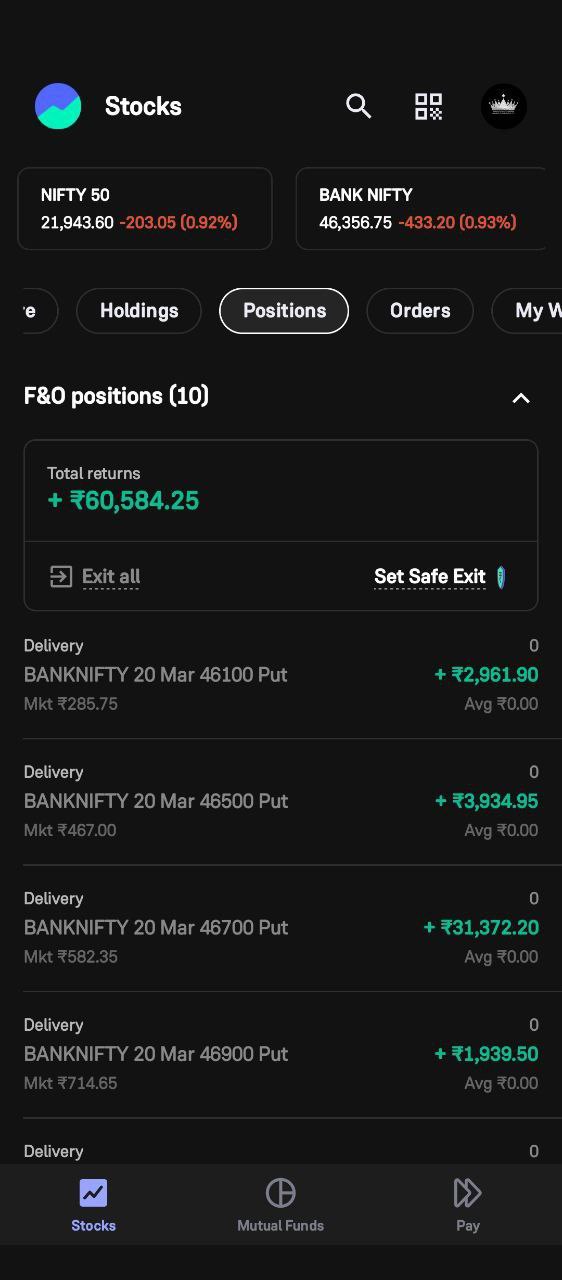 Stocks
NIFTY 50
21,943.60 -203.05 (0.92%)
BANK NIFTY
46,356.75 -433.20 (0.93%)
re
Holdings
Positions
Orders
My W
F&O positions (10)
Total returns
+ ₹60,584.25
Exit all
Set Safe Exit
Delivery 0
BANKNIFTY 20 Mar 46100 Put + ₹2,961.90
Mkt ₹285.75 Avg ₹0.00
Delivery 0
BANKNIFTY 20 Mar 46500 Put + ₹3,934.95
Mkt ₹467.00 Avg ₹0.00
Delivery 0
BANKNIFTY 20 Mar 46700 Put + ₹31,372.20
Mkt ₹582.35 Avg ₹0.00
Delivery 0
BANKNIFTY 20 Mar 46900 Put + ₹1,939.50
Mkt ₹714.65 Avg ₹0.00
Delivery 0
Stocks
Mutual Funds
Pay